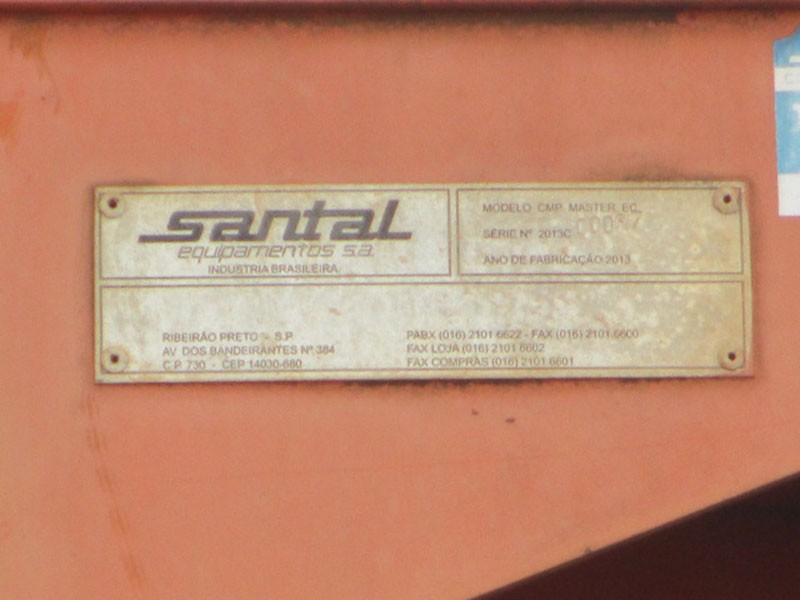 santal
equipamentos s.a.
INDUSTRIA BRASILEIRA
MODELO CMP MASTER EC
SÉRIE Nº 2013C
ANO DE FABRICAÇÃO 2013
RIBEIRÃO PRETO - S.P.
AV. DOS BANDEIRANTES Nº 384
C.P. 730 - CEP 14030-680
PABX (016) 2101.6622 - FAX (016) 2101.6600
FAX LOJA (016) 2101.6602
FAX COMPRAS (016) 2101.6601